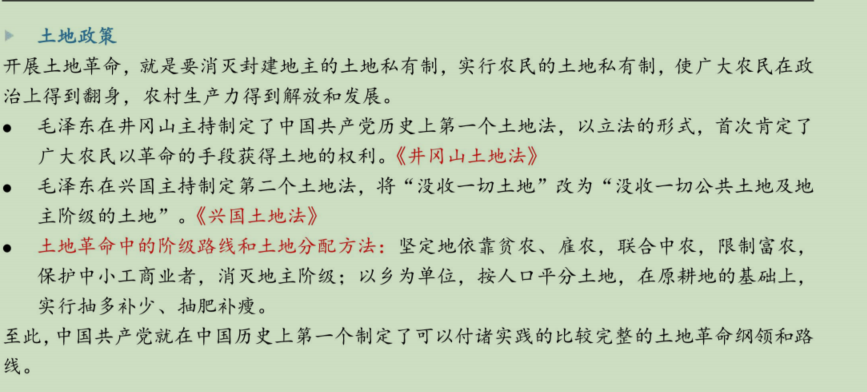 土地政策
开展土地革命，就是要消灭封建地主的土地私有制，实行农民的土地私有制，使广大农民在政
治上得到翻身，农村生产力得到解放和发展。
● 毛泽东在井冈山主持制定了中国共产党历史上第一个土地法，以立法的形式，首次肯定了
广大农民以革命的手段获得土地的权利。《井冈山土地法》
● 毛泽东在兴国主持制定第二个土地法，将“没收一切土地”改为“没收一切公共土地及地
主阶级的土地”。《兴国土地法》
● 土地革命中的阶级路线和土地分配方法：坚定地依靠贫农、雇农，联合中农，限制富农，
保护中小工商业者，消灭地主阶级；以乡为单位，按人口平分土地，在原耕地的基础上，
实行抽多补少、抽肥补瘦。
至此，中国共产党就在中国历史上第一个制定了可以付诸实践的比较完整的土地革命纲领和路
线。